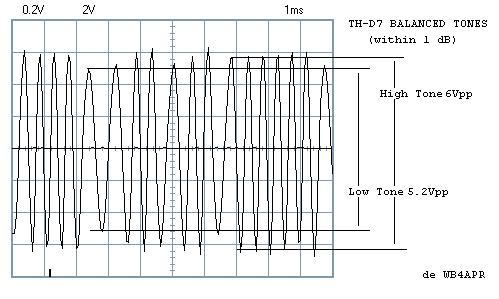 0.2V 2V 1ms
TH-D7 BALANCED TONES
(within 1 dB)
High Tone 6Vpp
Low Tone 5.2Vpp
de WB4APR